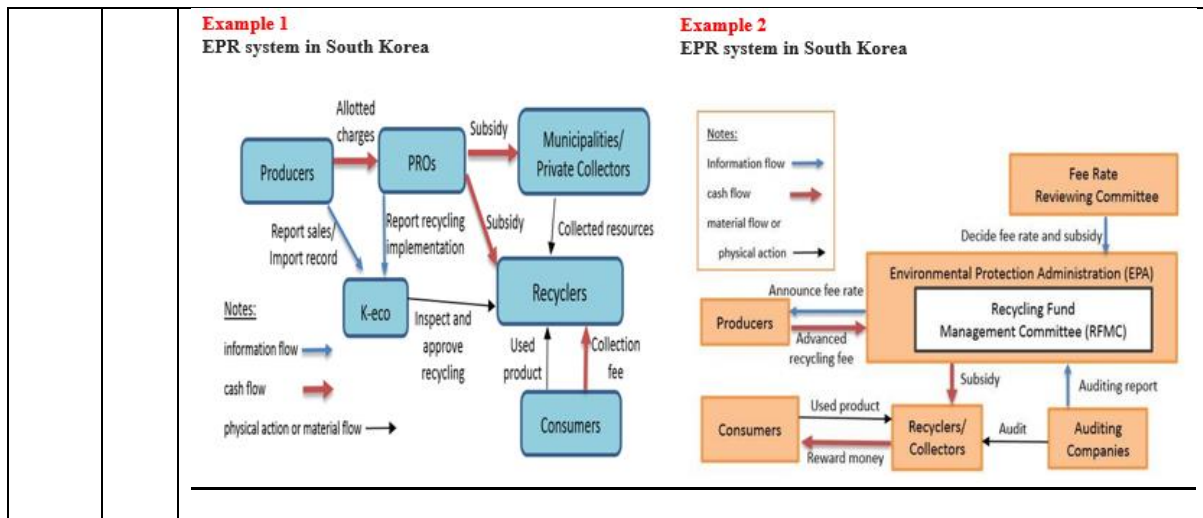 Example 1
EPR system in South Korea
Allotted
charges
Subsidy
Producers
PROs
Municipalities/
Private Collectors
Report sales/
Import record
Report recycling
implementation
Subsidy
Collected resources
K-eco
Recyclers
Inspect and
approve
recycling
Used
product
Collection
fee
Consumers
Notes:
information flow
cash flow
physical action or material flow
Example 2
EPR system in South Korea
Notes:
Information flow
cash flow
material flow or
physical action
Fee Rate
Reviewing Committee
Decide fee rate and subsidy
Environmental Protection Administration (EPA)
Recycling Fund
Management Committee (RFMC)
Announce fee rate
Producers
Advanced
recycling fee
Subsidy
Auditing report
Consumers
Used product
Reward money
Recyclers/
Collectors
Audit
Auditing
Companies